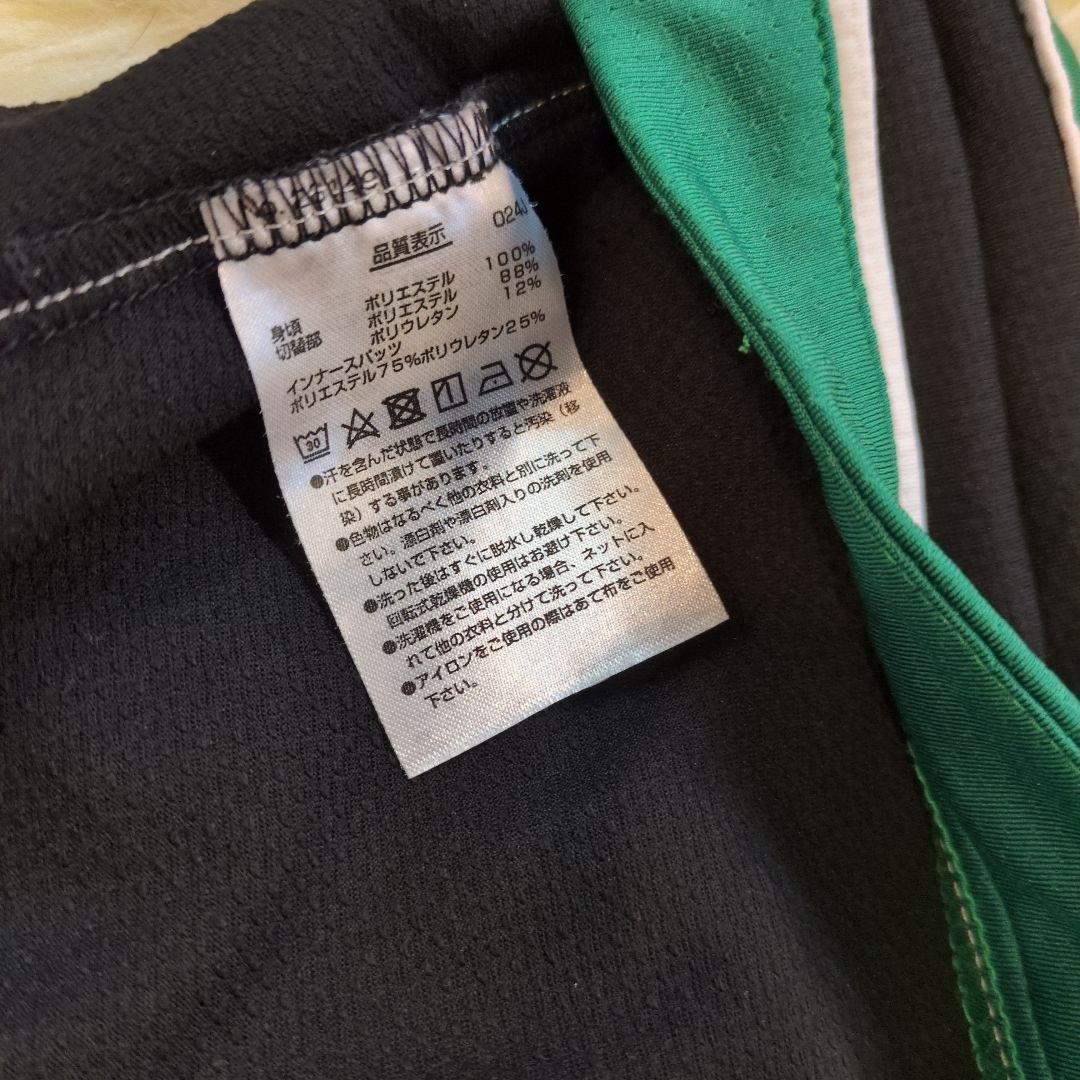 品質表示 024J
身頃 ポリエステル 100%
切替部 ポリエステル 88%
ポリウレタン 12%
インナースパッツ
ポリエステル75%ポリウレタン25%
30
●汗を含んだ状態で長時間の放置や洗濯液
に長時間漬けて置いたりすると汚染(移
染)する事があります。
●色物はなるべく他の衣料と別に洗って下
さい。漂白剤や漂白剤入りの洗剤を使用
しないで下さい。
●洗った後はすぐに脱水し乾燥して下さい。
回転式乾燥機の使用はお避け下さい。
●洗濯機をご使用になる場合、ネットに入
れて他の衣料と分けて洗って下さい。
●アイロンをご使用の際はあて布をご使用
下さい。